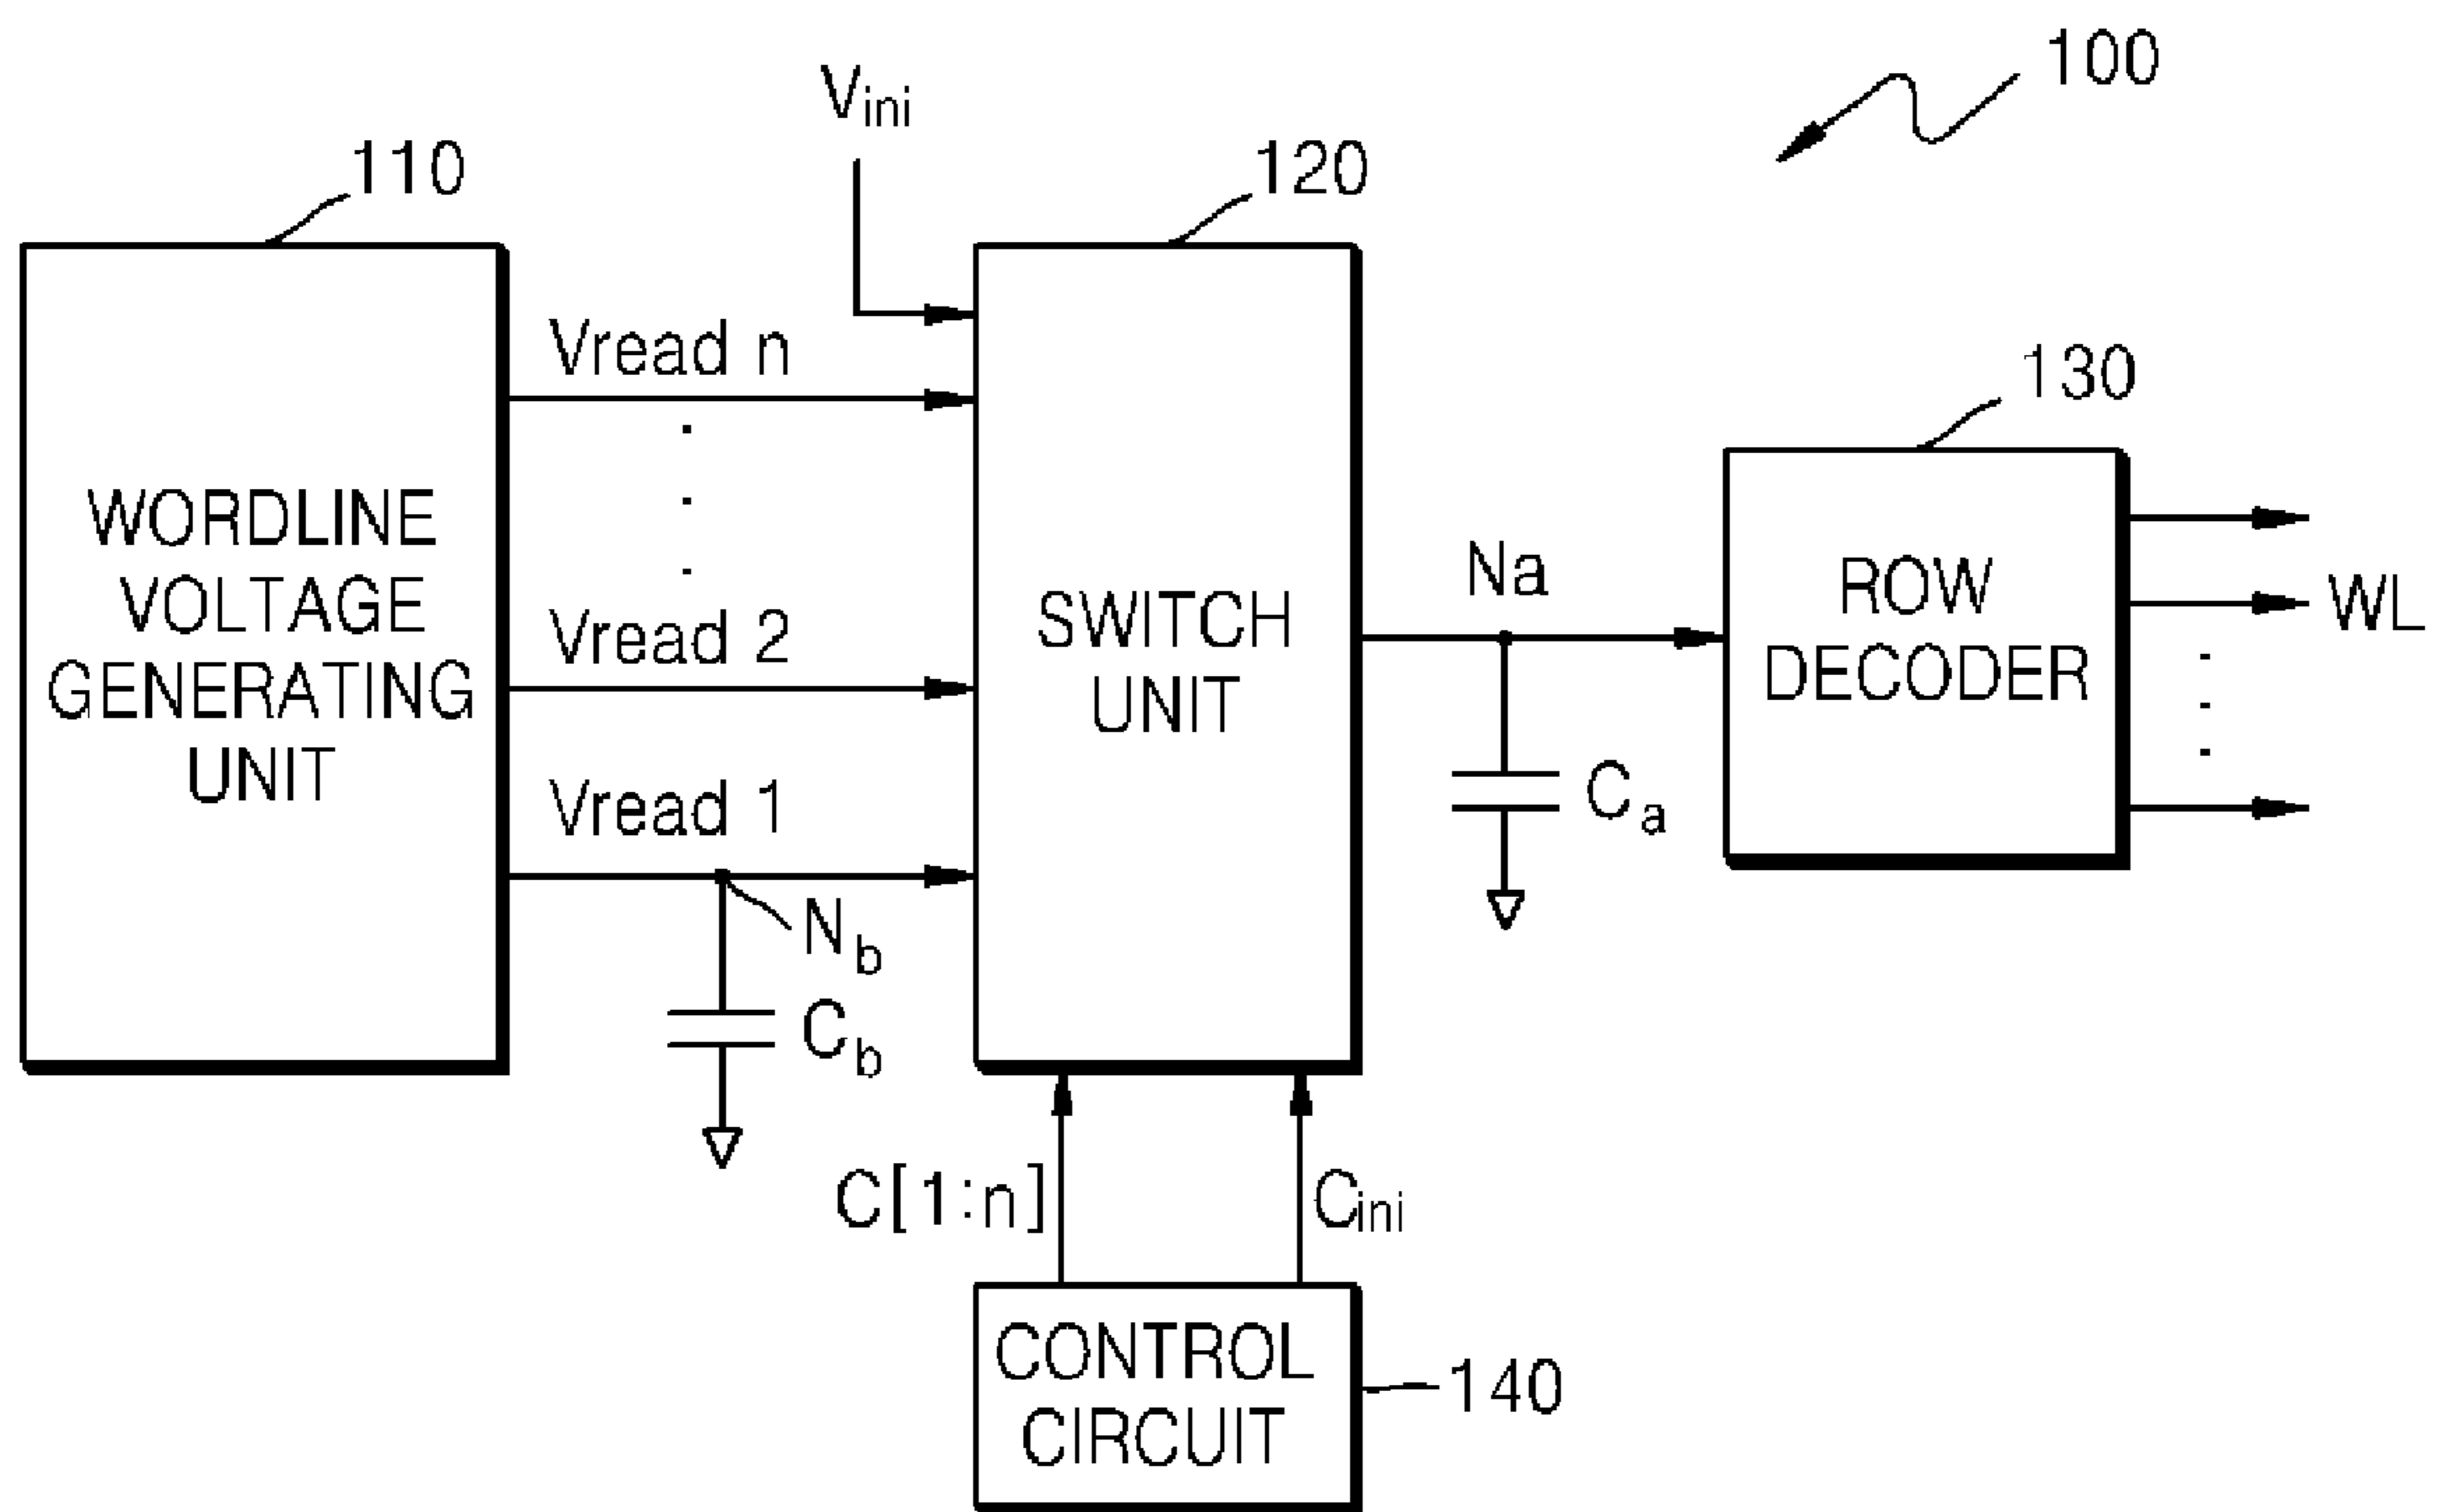 100
Vini
110
120
Vread n
130
WORDLINE
VOLTAGE
GENERATING
UNIT
Vread 2
Vread 1
Nb
Cb
SWITCH
UNIT
Na
Ca
ROW
DECODER
WL
C[1:n]
Cini
CONTROL
CIRCUIT
140